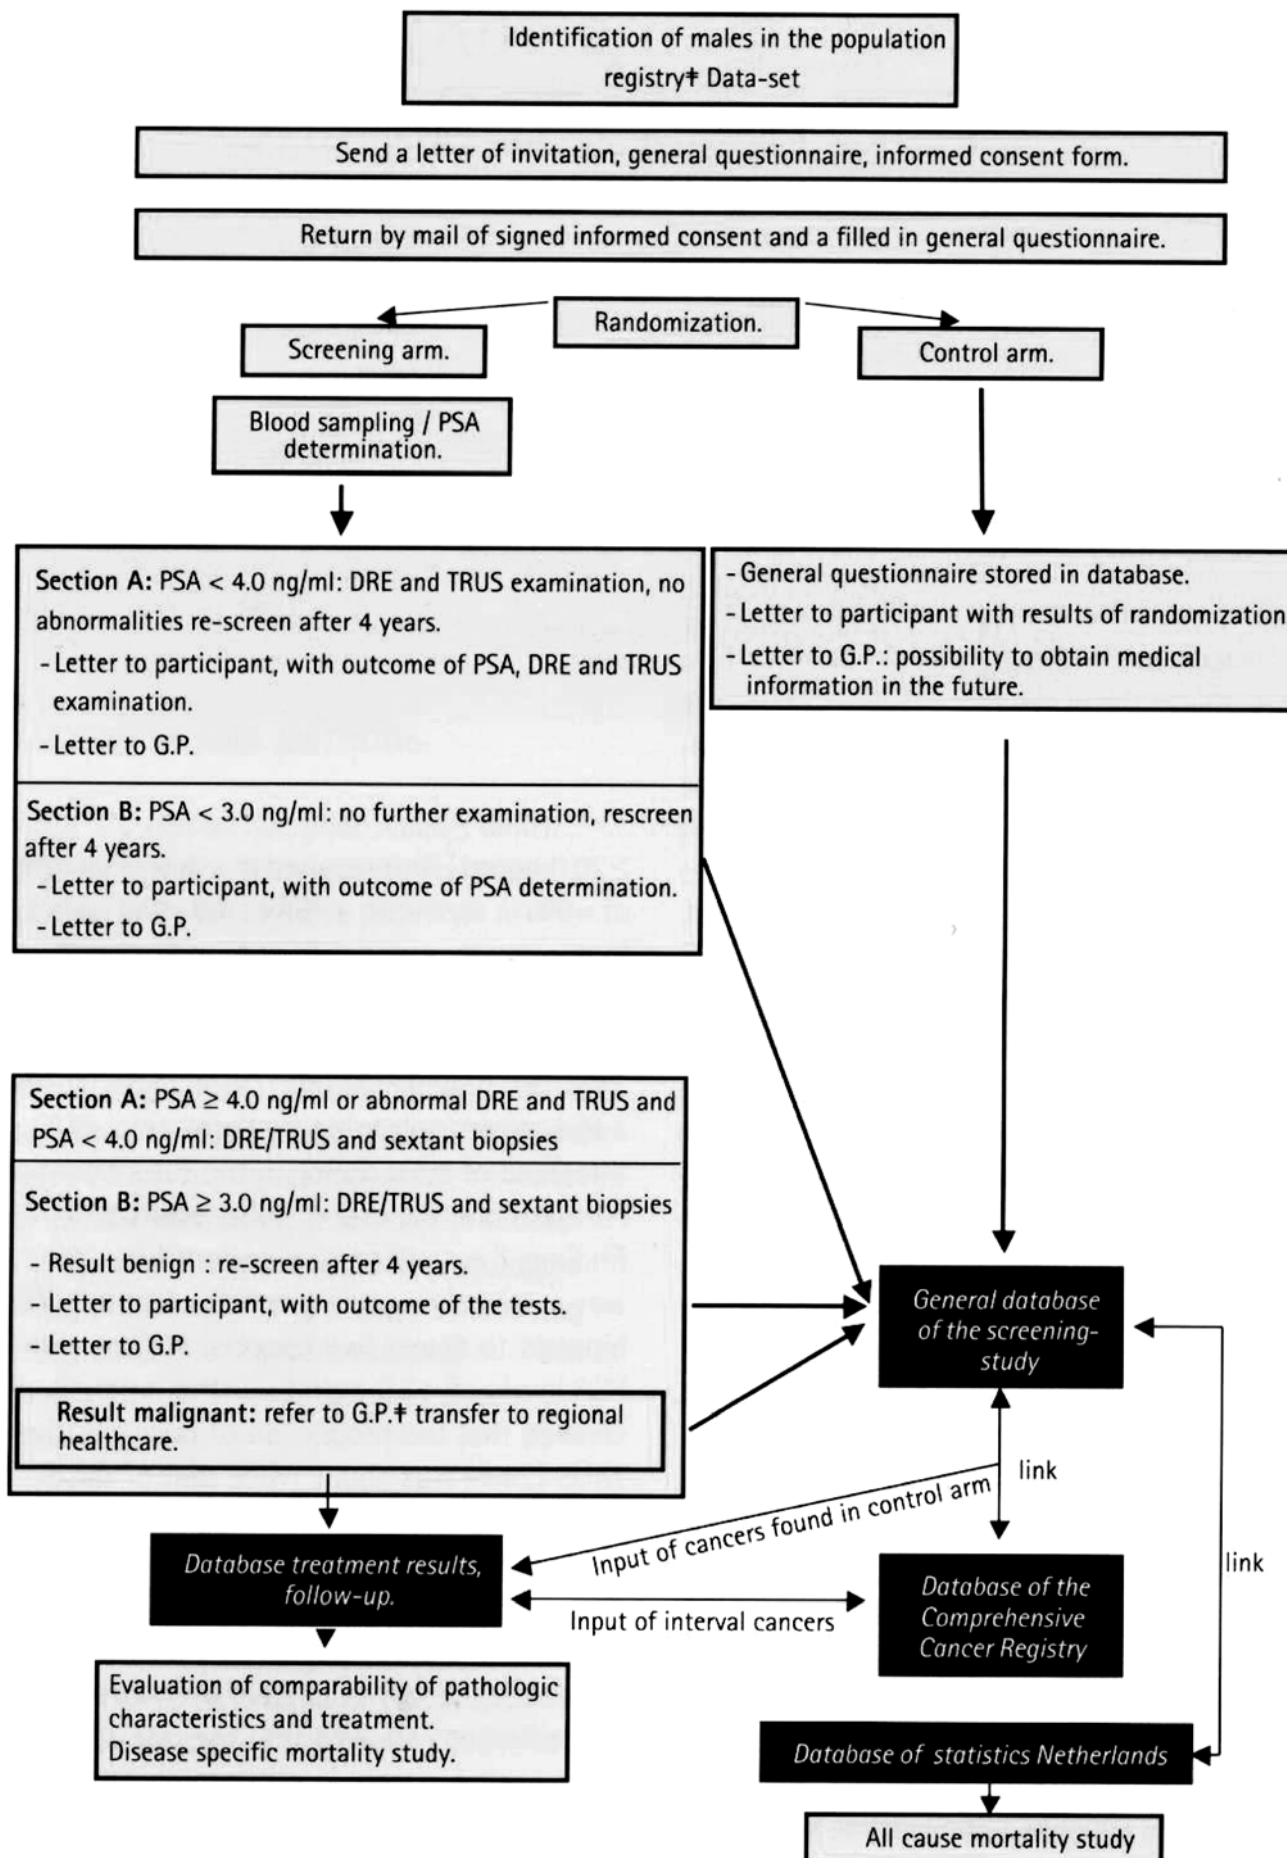 Identification of males in the population
registry‡ Data-set
Send a letter of invitation, general questionnaire, informed consent form.
Return by mail of signed informed consent and a filled in general questionnaire.
Randomization.
Screening arm.
Control arm.
Blood sampling / PSA
determination.
Section A: PSA < 4.0 ng/ml: DRE and TRUS examination, no
abnormalities re-screen after 4 years.
- Letter to participant, with outcome of PSA, DRE and TRUS
examination.
- Letter to G.P.
Section B: PSA < 3.0 ng/ml: no further examination, rescreen
after 4 years.
- Letter to participant, with outcome of PSA determination.
- Letter to G.P.
- General questionnaire stored in database.
- Letter to participant with results of randomization
- Letter to G.P.: possibility to obtain medical
information in the future.
Section A: PSA ≥ 4.0 ng/ml or abnormal DRE and TRUS and
PSA < 4.0 ng/ml: DRE/TRUS and sextant biopsies
Section B: PSA ≥ 3.0 ng/ml: DRE/TRUS and sextant biopsies
- Result benign : re-screen after 4 years.
- Letter to participant, with outcome of the tests.
- Letter to G.P.
Result malignant: refer to G.P.‡ transfer to regional
healthcare.
General database
of the screening-
study
link
Input of cancers found in control arm
link
Database treatment results,
follow-up.
Input of interval cancers
Database of the
Comprehensive
Cancer Registry
Evaluation of comparability of pathologic
characteristics and treatment.
Disease specific mortality study.
Database of statistics Netherlands
All cause mortality study